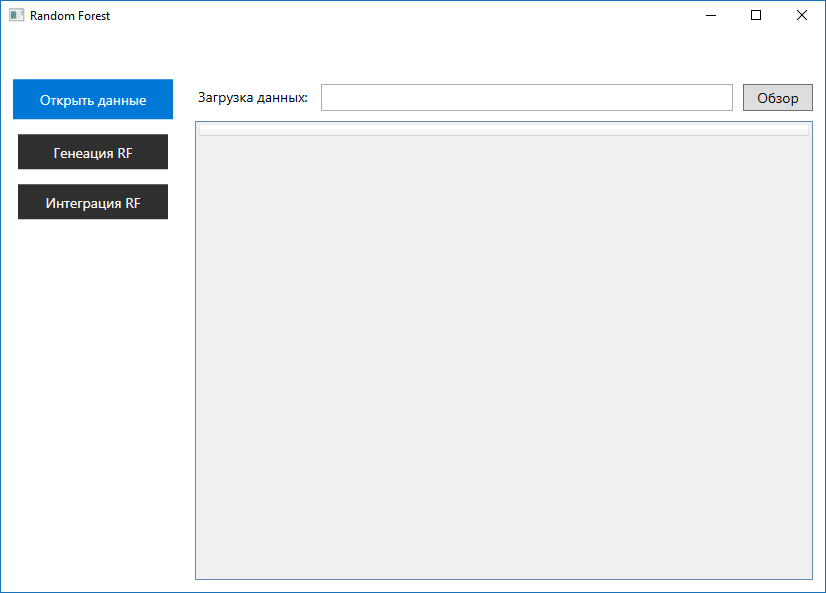 Random Forest
Открыть данные
Загрузка данных:
Обзор
Генеация RF
Интеграция RF